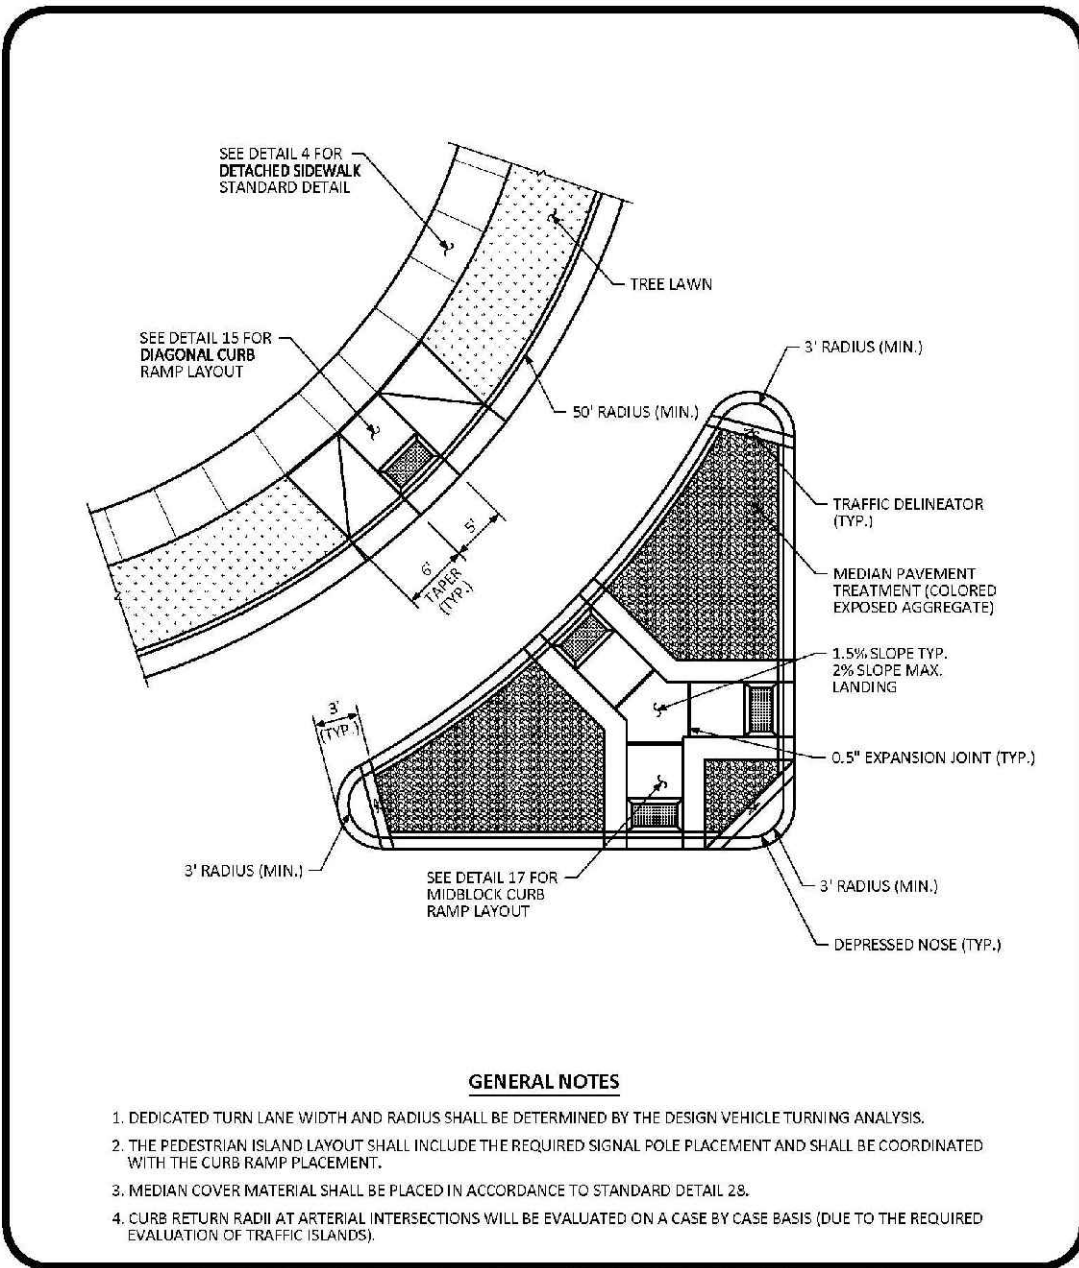 SEE DETAIL 4 FOR
DETACHED SIDEWALK
STANDARD DETAIL
TREE LAWN
SEE DETAIL 15 FOR
DIAGONAL CURB
RAMP LAYOUT
3' RADIUS (MIN.)
50' RADIUS (MIN.)
TRAFFIC DELINEATOR
(TYP.)
5'
6'
TAPER
(TYP.)
MEDIAN PAVEMENT
TREATMENT (COLORED
EXPOSED AGGREGATE)
1.5% SLOPE TYP.
2% SLOPE MAX.
LANDING
3'
(TYP.)
0.5" EXPANSION JOINT (TYP.)
3' RADIUS (MIN.)
SEE DETAIL 17 FOR
MIDBLOCK CURB
RAMP LAYOUT
3' RADIUS (MIN.)
DEPRESSED NOSE (TYP.)
GENERAL NOTES
1. DEDICATED TURN LANE WIDTH AND RADIUS SHALL BE DETERMINED BY THE DESIGN VEHICLE TURNING ANALYSIS.
2. THE PEDESTRIAN ISLAND LAYOUT SHALL INCLUDE THE REQUIRED SIGNAL POLE PLACEMENT AND SHALL BE COORDINATED
WITH THE CURB RAMP PLACEMENT.
3. MEDIAN COVER MATERIAL SHALL BE PLACED IN ACCORDANCE TO STANDARD DETAIL 28.
4. CURB RETURN RADII AT ARTERIAL INTERSECTIONS WILL BE EVALUATED ON A CASE BY CASE BASIS (DUE TO THE REQUIRED
EVALUATION OF TRAFFIC ISLANDS).